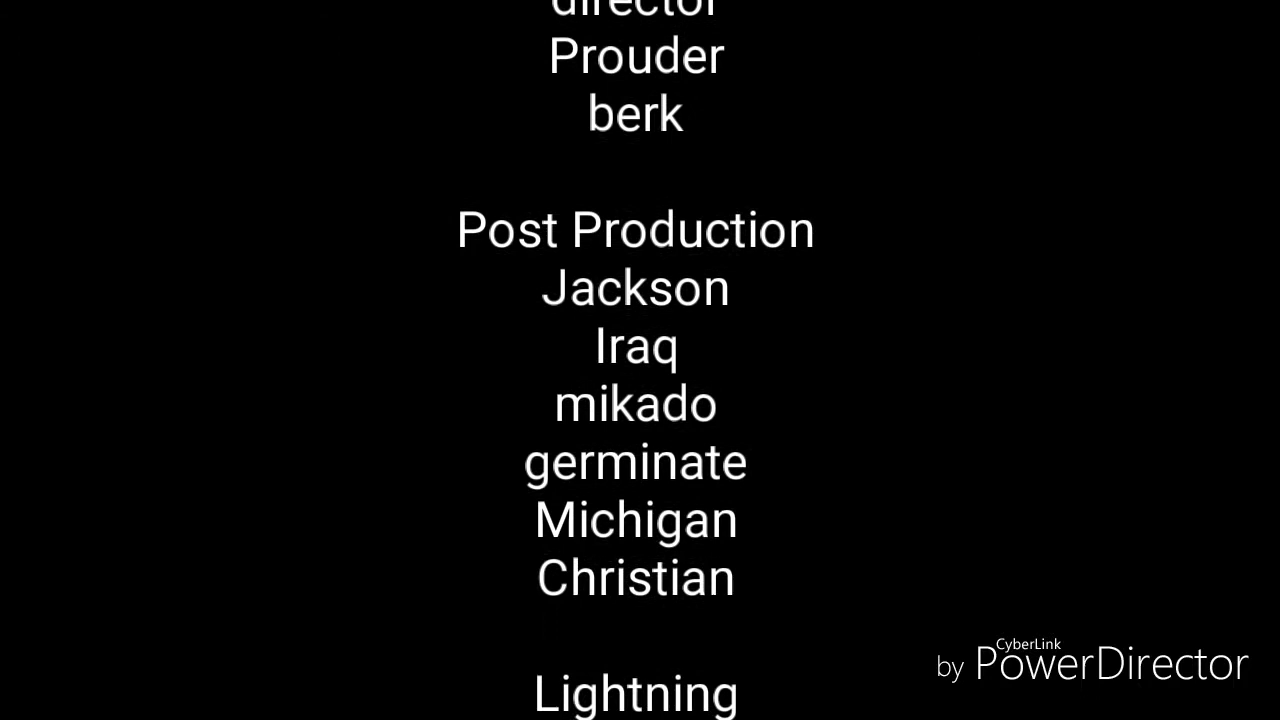 director
Prouder
berk
Post Production
Jackson
Iraq
mikado
germinate
Michigan
Christian
Lightning
CyberLink
by PowerDirector